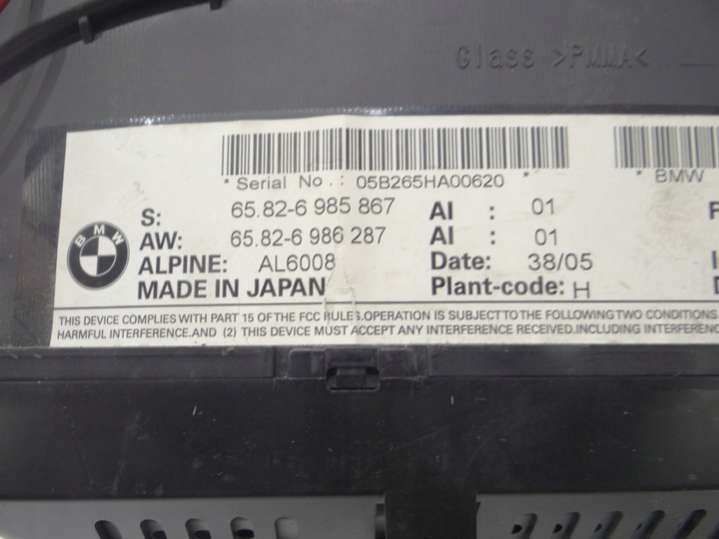 Glass >PMMA<
* Serial No .: 05B265HA00620 * * BMW
S: 65.82-6 985 867 AI : 01
AW: 65.82-6 986 287 AI : 01
BMW
ALPINE: AL6008 Date: 38/05
MADE IN JAPAN Plant-code: H
THIS DEVICE COMPLIES WITH PART 15 OF THE FCC RULES.OPERATION IS SUBJECT TO THE FOLLOWING TWO CONDITIONS.
HARMFUL INTERFERENCE.AND (2) THIS DEVICE MUST ACCEPT ANY INTERFERENCE RECEIVED.INCLUDING